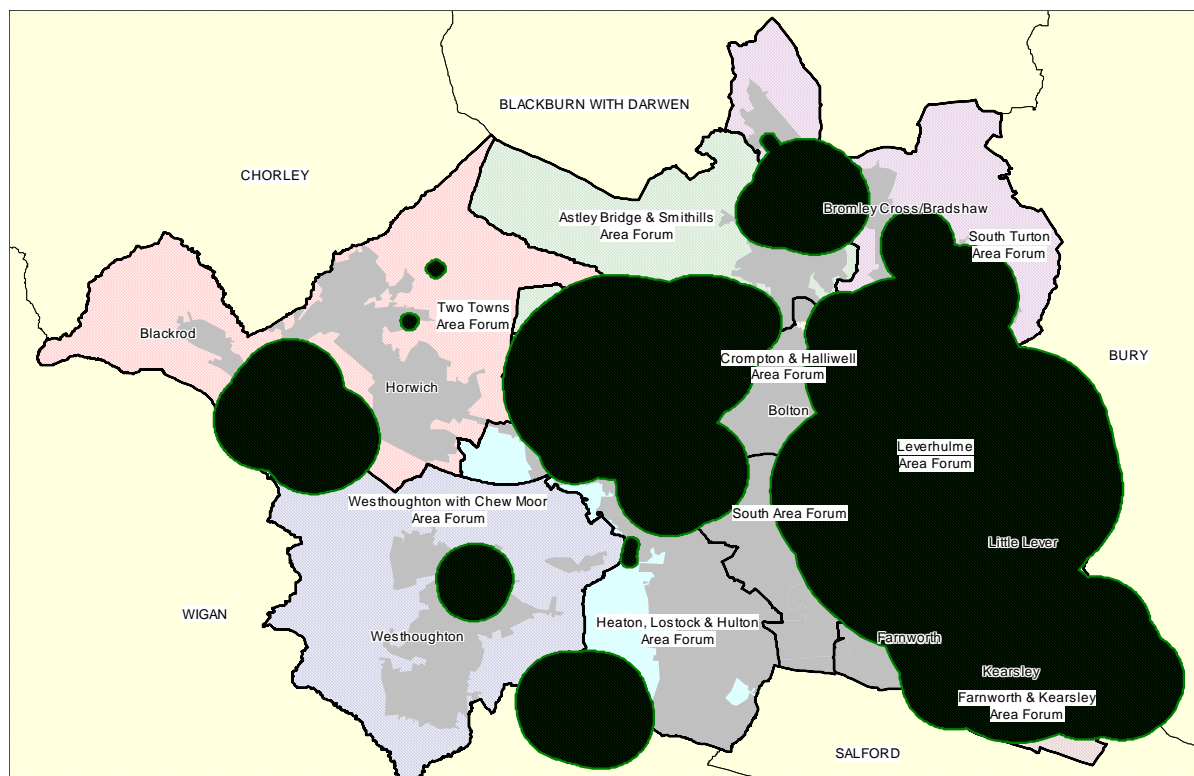 BLACKBURN WITH DARWEN
CHORLEY
Bromley Cross/Bradshaw
Astley Bridge & Smithills
Area Forum
South Turton
Area Forum
Two Towns
Area Forum
Blackrod
Crompton & Halliwell
Area Forum
BURY
Horwich
Bolton
Leverhulme
Area Forum
Westhoughton with Chew Moor
Area Forum
South Area Forum
Little Lever
WIGAN
Heaton, Lostock & Hulton
Area Forum
Westhoughton
Farnworth
Kearsley
Farnworth & Kearsley
Area Forum
SALFORD